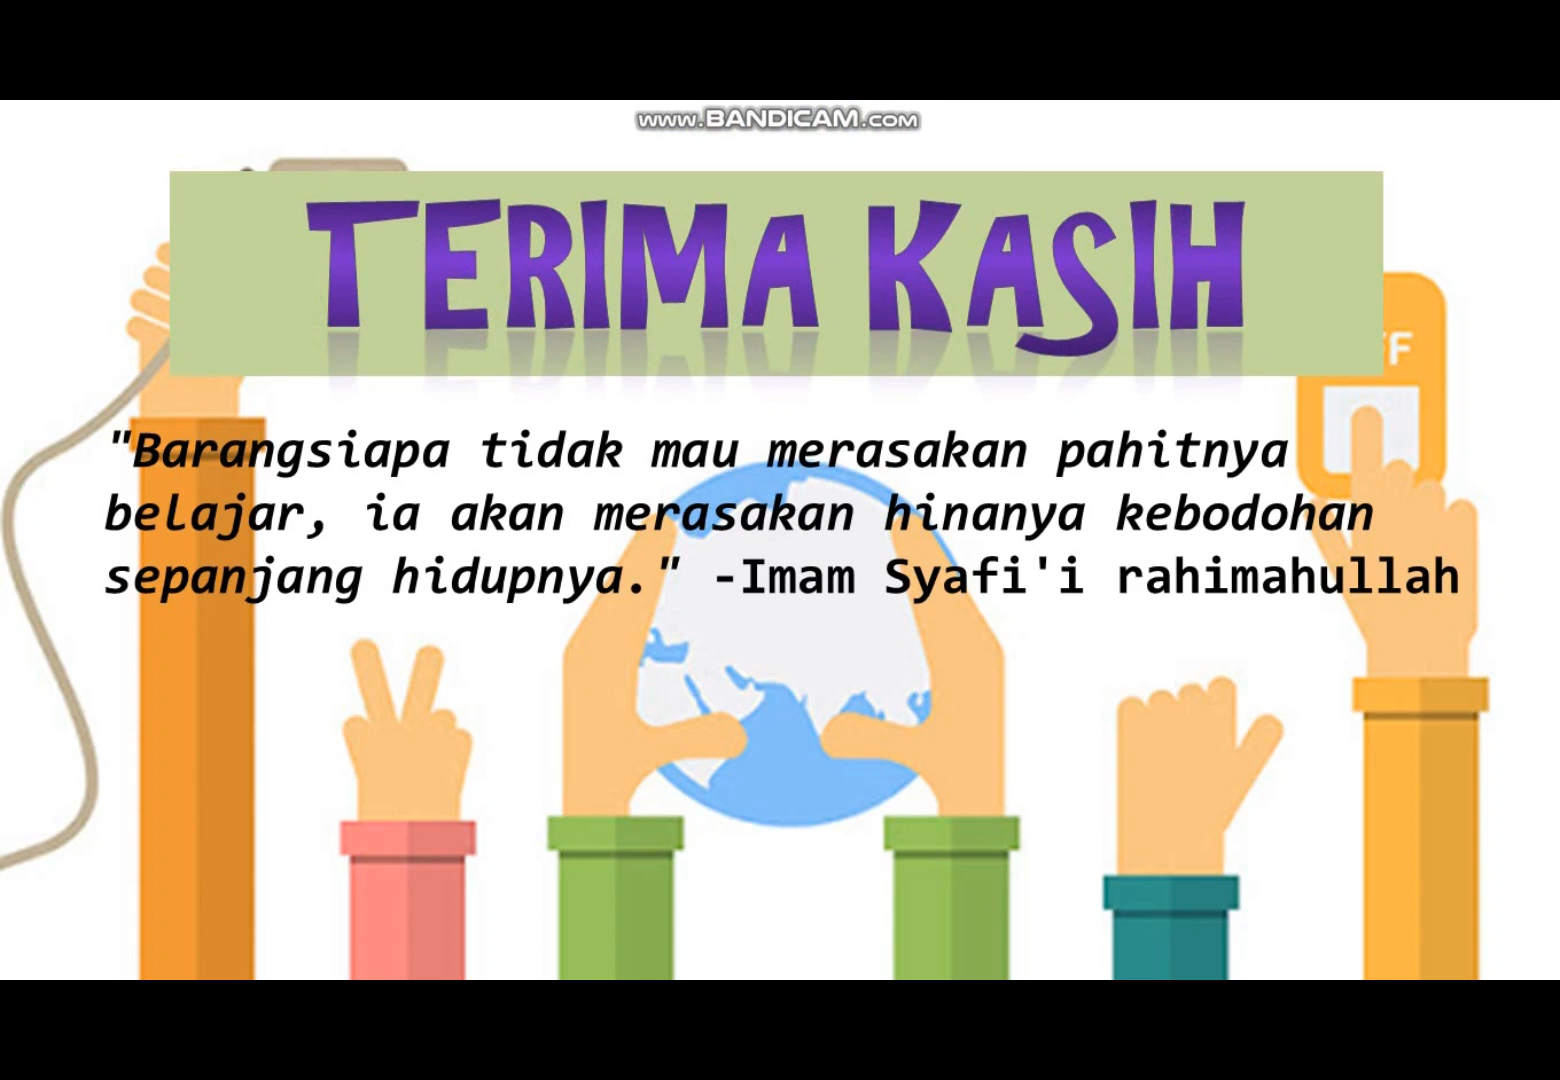 www.BANDICAM.com
TERIMA KASIH
"Barangsiapa tidak mau merasakan pahitnya
belajar, ia akan merasakan hinanya kebodohan
sepanjang hidupnya." -Imam Syafi'i rahimahullah